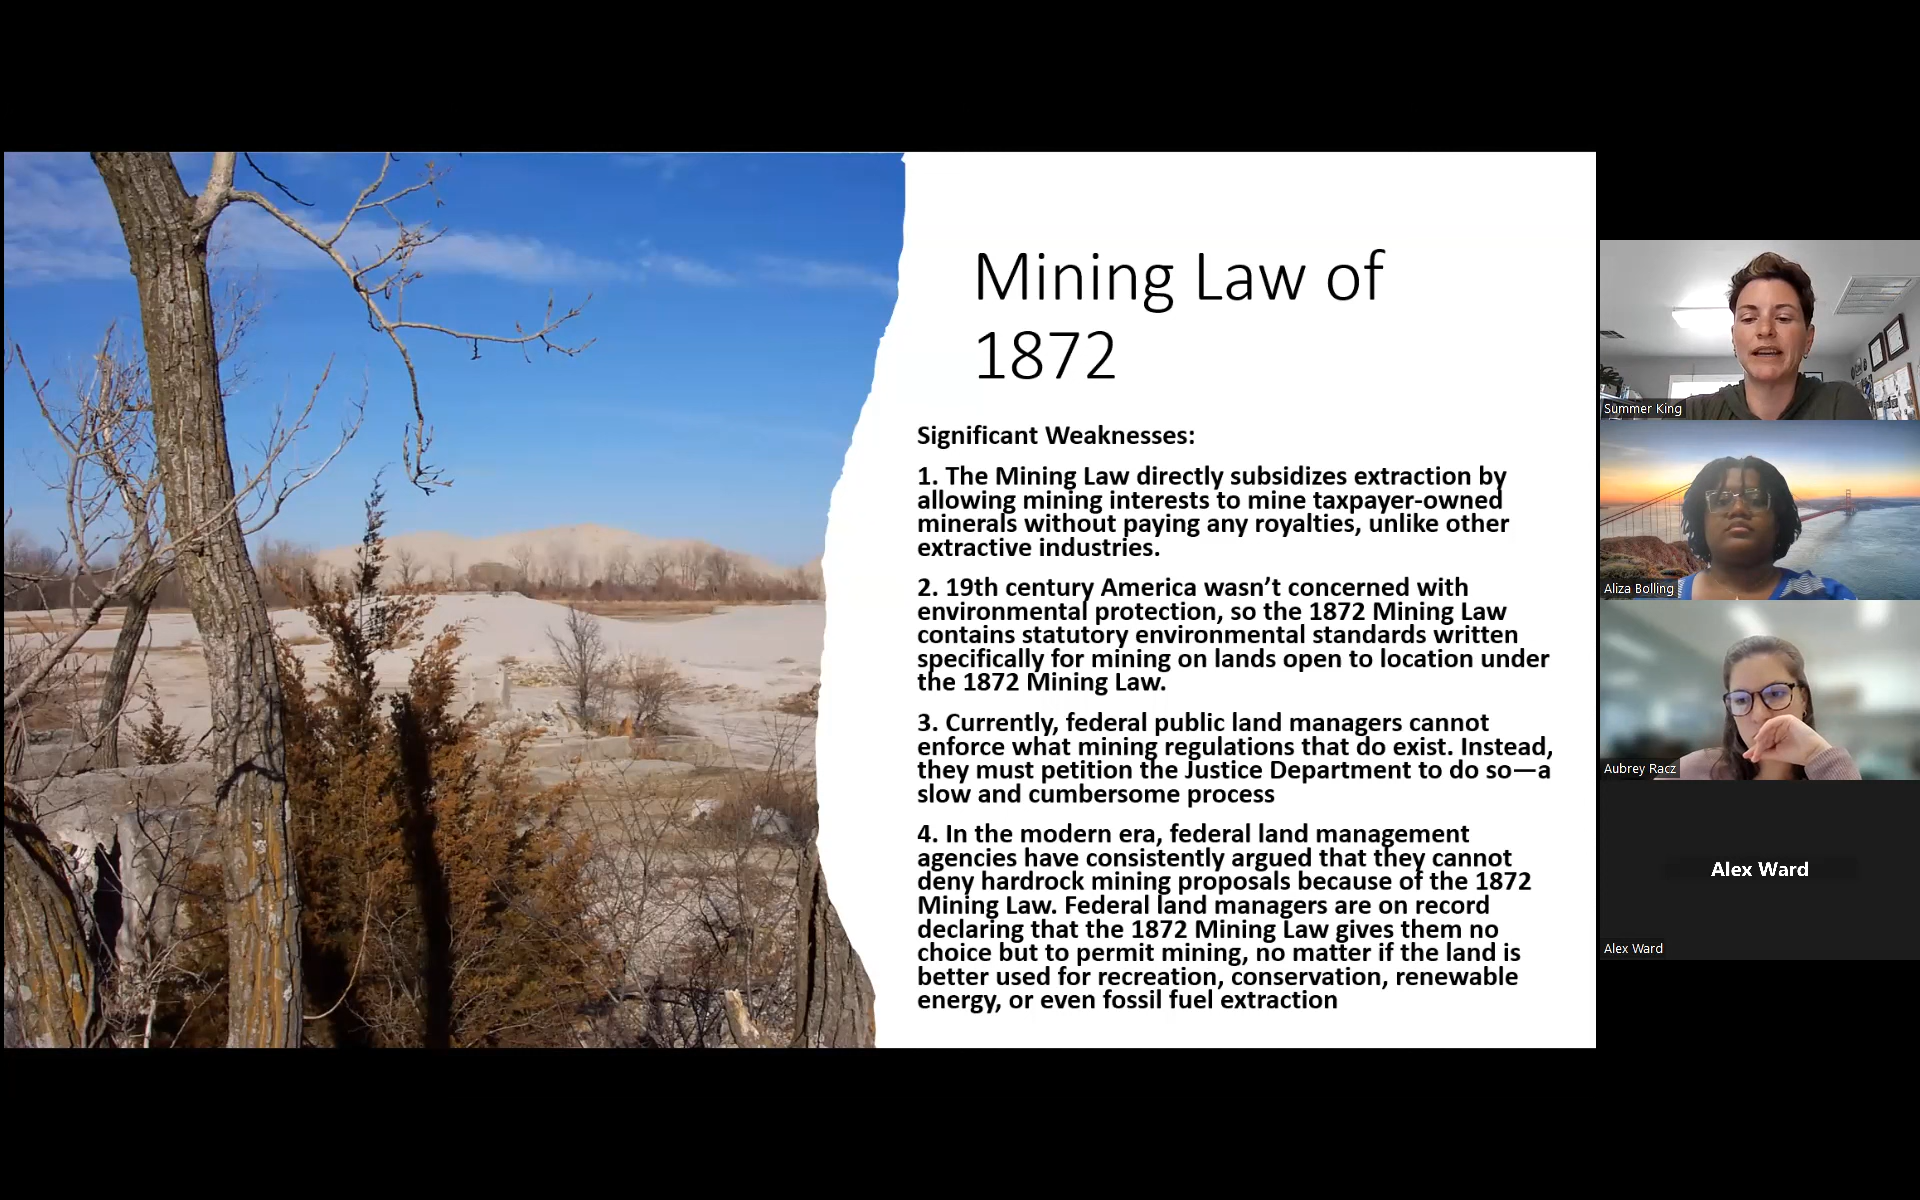 Mining Law of
1872
Significant Weaknesses:
1. The Mining Law directly subsidizes extraction by
allowing mining interests to mine taxpayer-owned
minerals without paying any royalties, unlike other
extractive industries.
2. 19th century America wasn’t concerned with
environmental protection, so the 1872 Mining Law
contains statutory environmental standards written
specifically for mining on lands open to location under
the 1872 Mining Law.
3. Currently, federal public land managers cannot
enforce what mining regulations that do exist. Instead,
they must petition the Justice Department to do so—a
slow and cumbersome process
4. In the modern era, federal land management
agencies have consistently argued that they cannot
deny hardrock mining proposals because of the 1872
Mining Law. Federal land managers are on record
declaring that the 1872 Mining Law gives them no
choice but to permit mining, no matter if the land is
better used for recreation, conservation, renewable
energy, or even fossil fuel extraction
Summer King
Aliza Bolling
Aubrey Racz
Alex Ward
Alex Ward